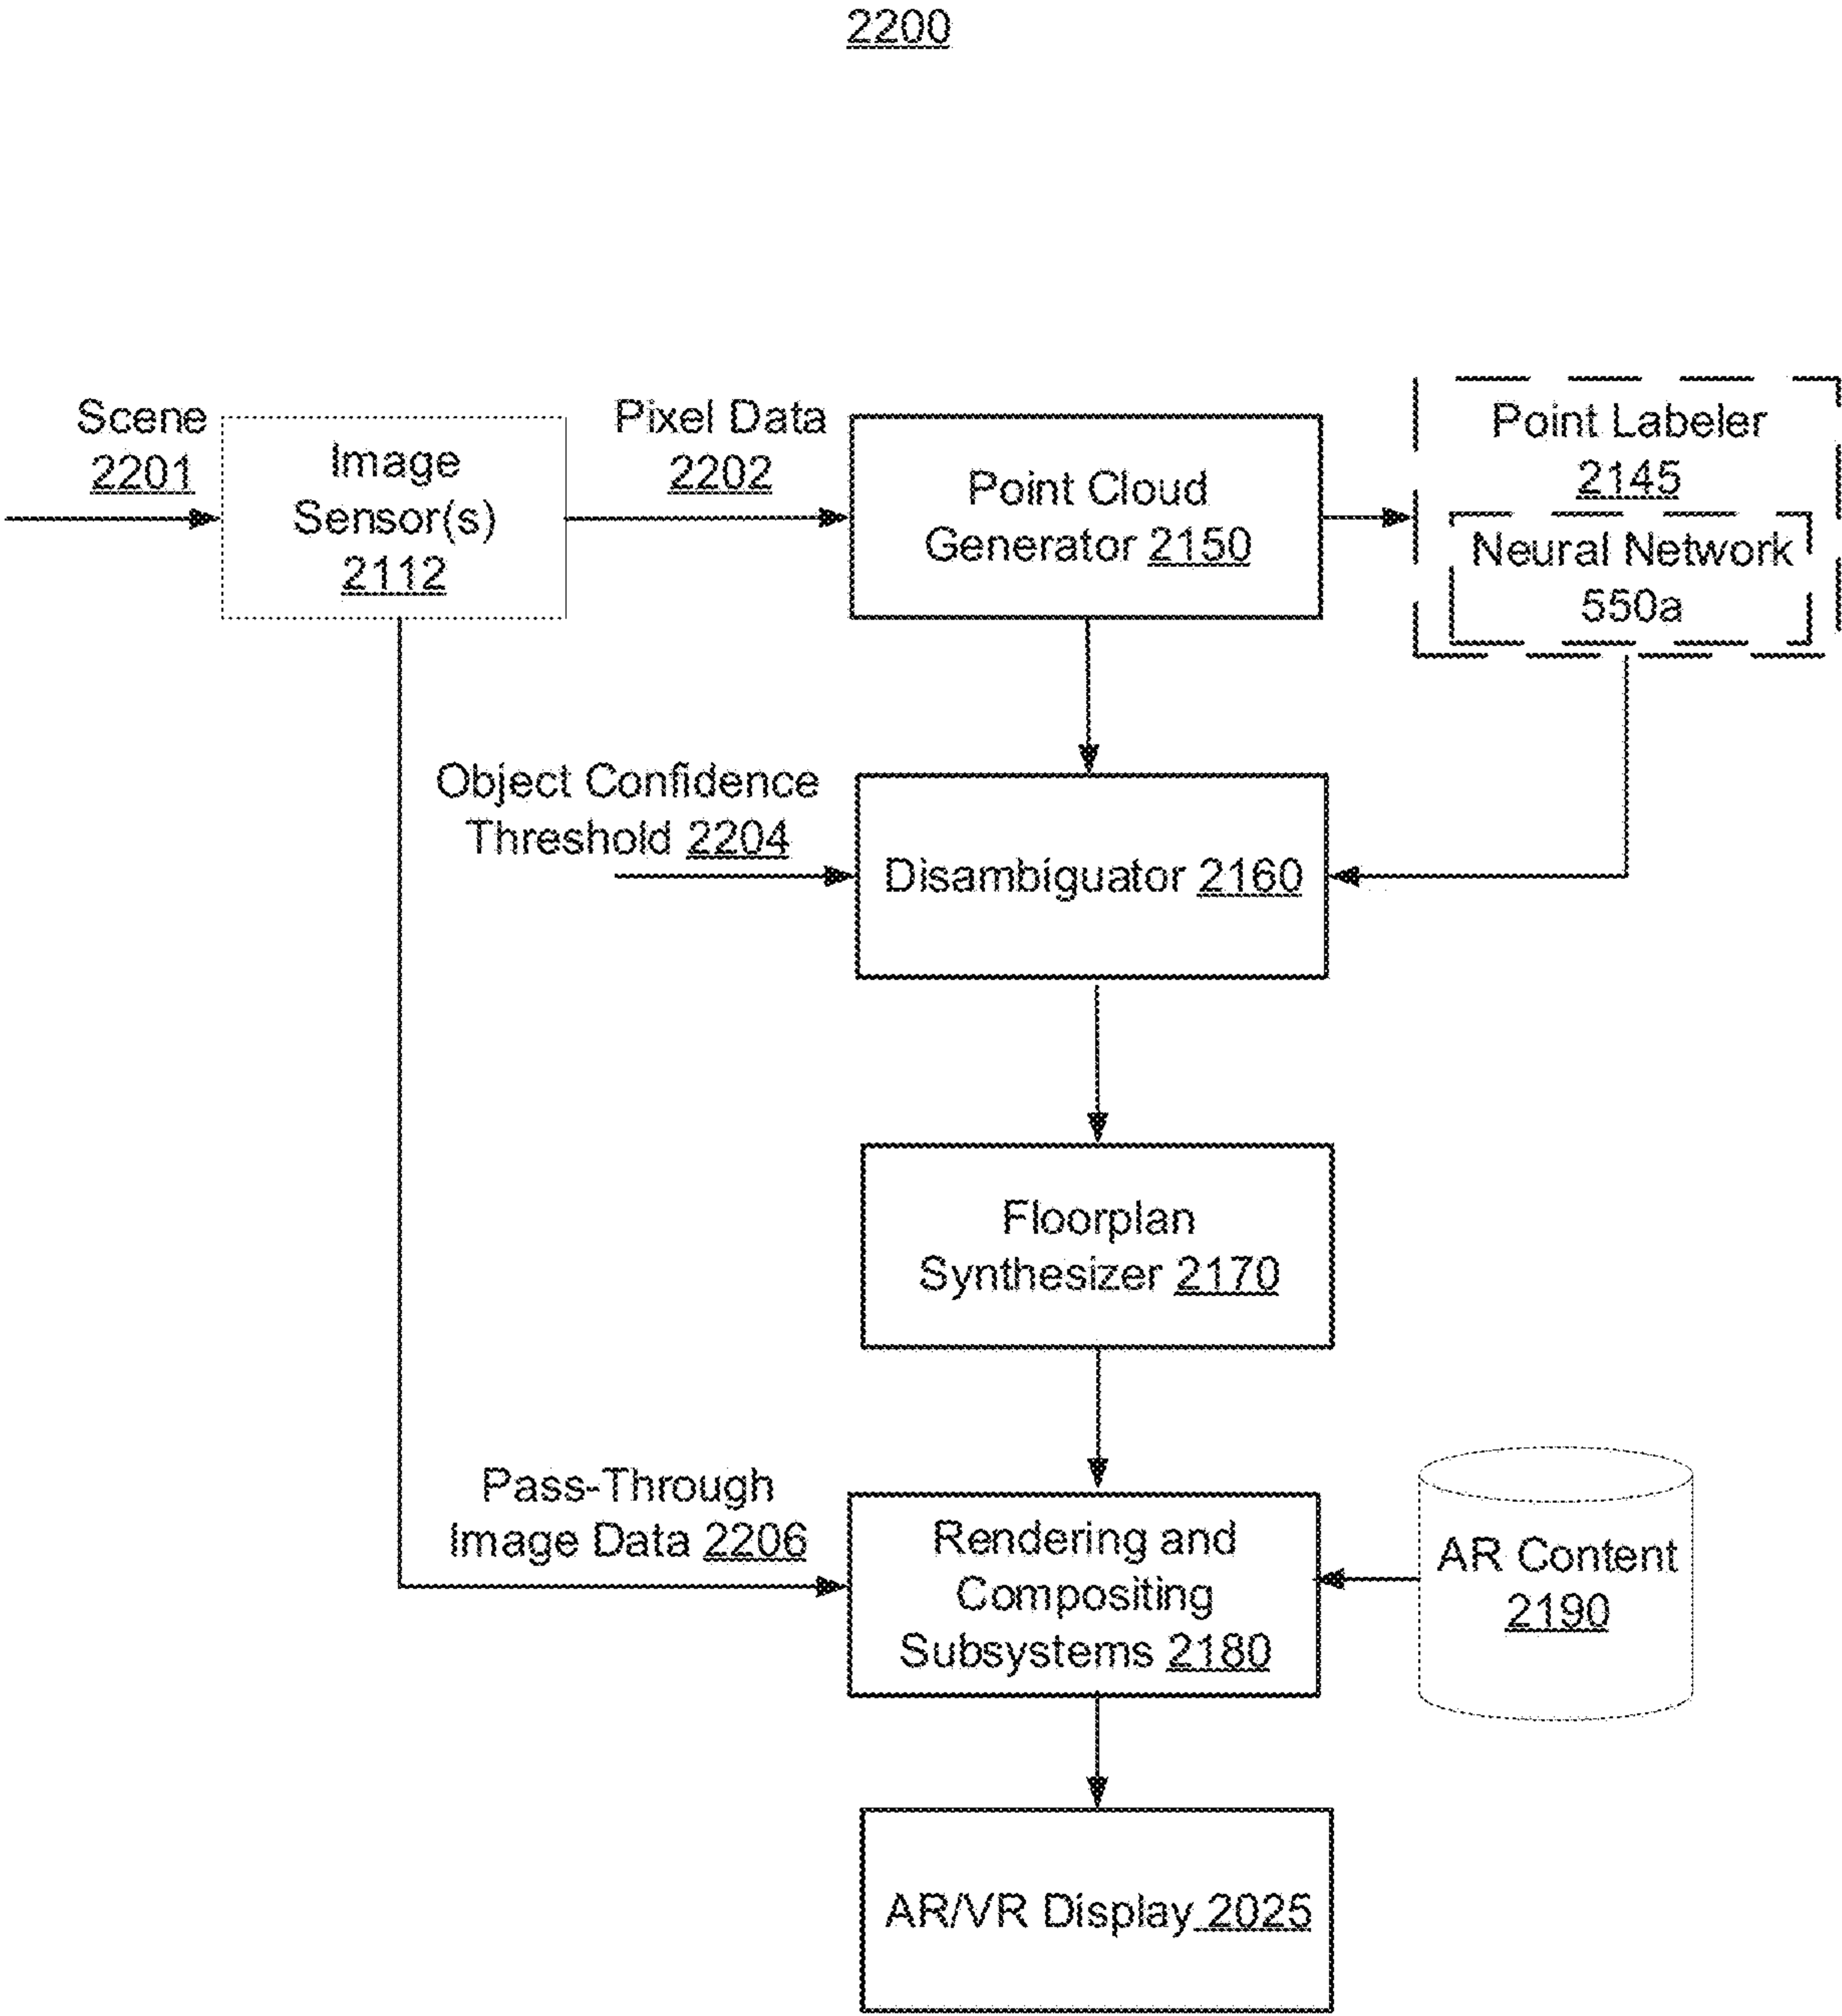 2200
Scene
2201
Image
Sensor(s)
2112
Pixel Data
2202
Point Cloud
Generator 2150
Point Labeler
2145
Neural Network
550a
Object Confidence
Threshold 2204
Disambiguator 2160
Floorplan
Synthesizer 2170
Pass-Through
Image Data 2206
Rendering and
Compositing
Subsystems 2180
AR Content
2190
AR/VR Display 2025